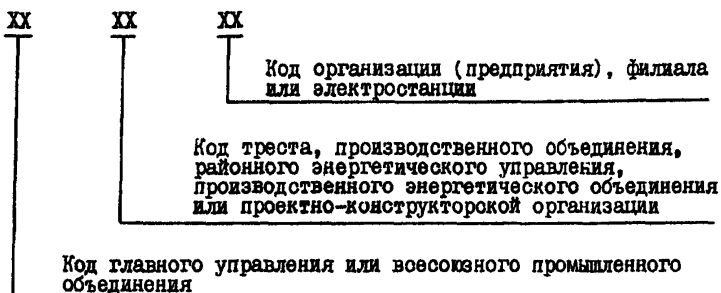 XX XX XX
Код организации (предприятия), филиала
или электростанции
Код треста, производственного объединения,
районного энергетического управления,
производственного энергетического объединения
или проектно-конструкторской организации
Код главного управления или всесоюзного промышленного
объединения